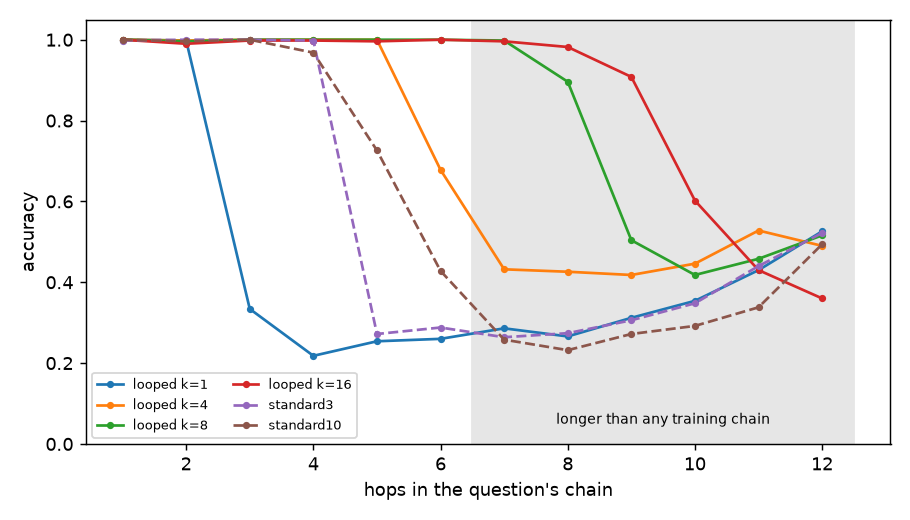 1.0
0.8
0.6
0.4
0.2
0.0
accuracy
looped k=1
looped k=4
looped k=8
looped k=16
standard3
standard10
longer than any training chain
2 4 6 8 10 12
hops in the question's chain